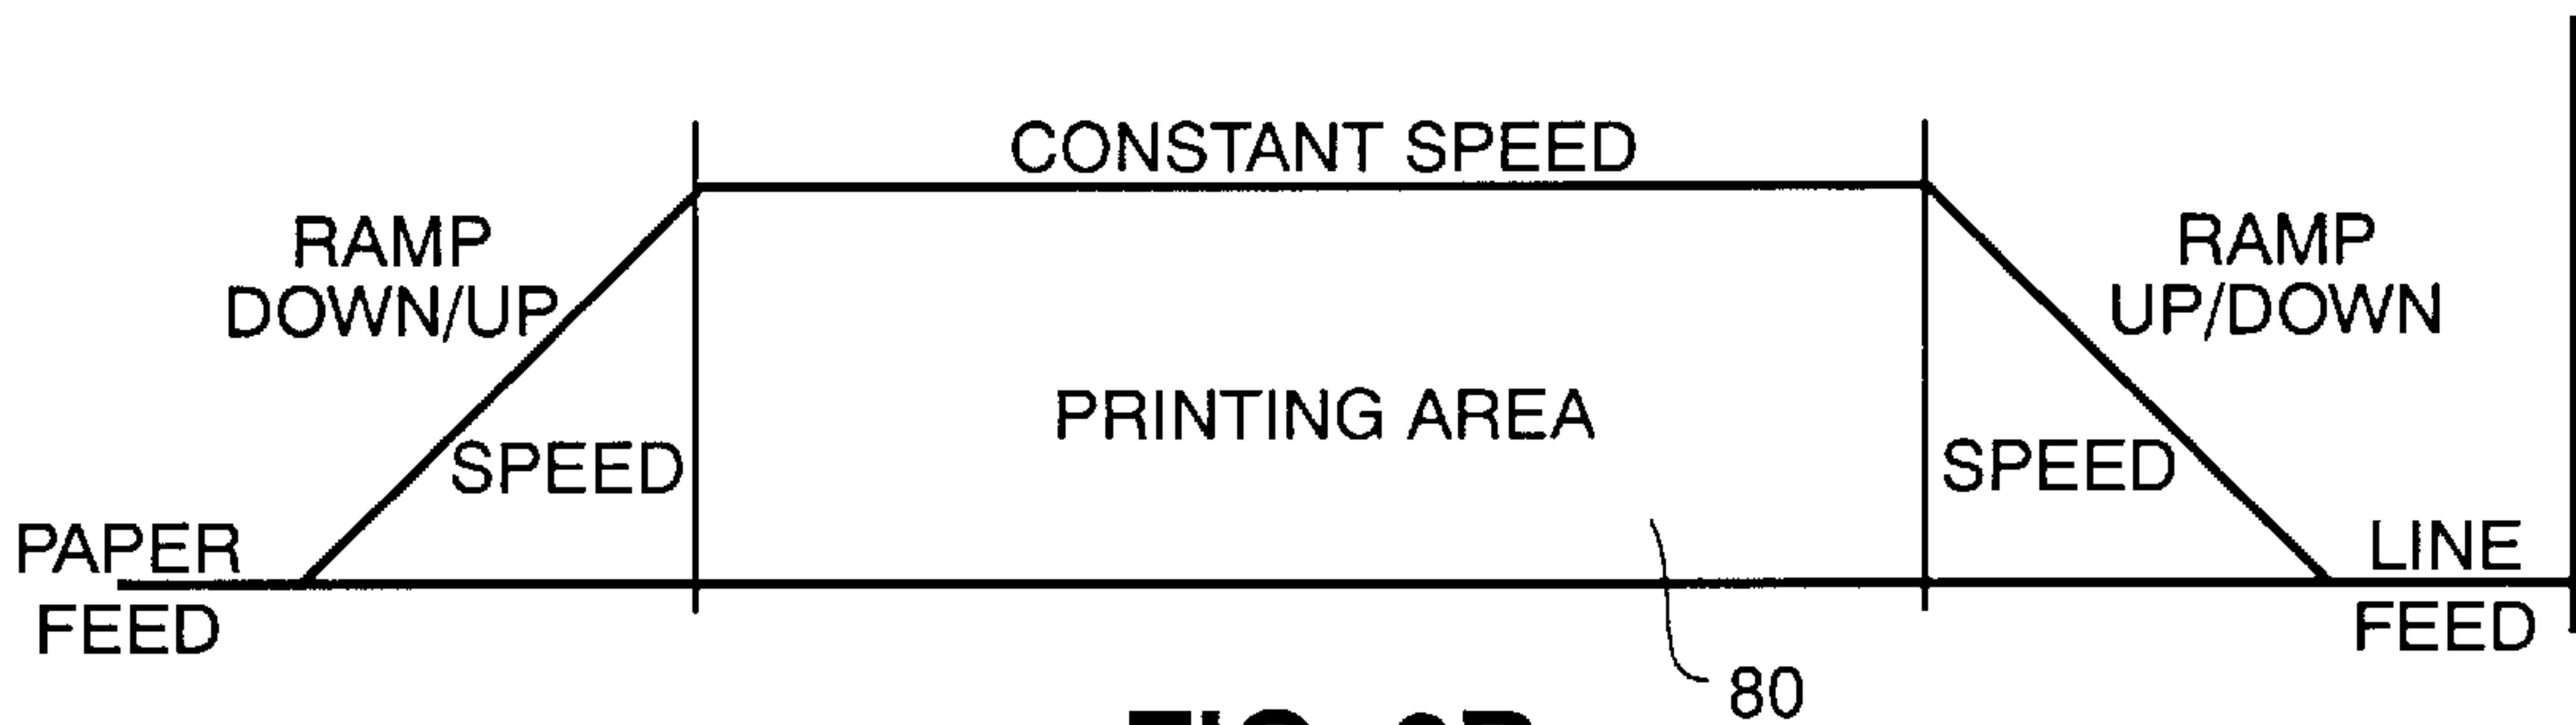 CONSTANT SPEED
RAMP
DOWN/UP
RAMP
UP/DOWN
PRINTING AREA
SPEED
SPEED
PAPER
FEED
LINE
FEED
80